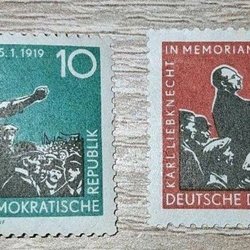 5.1.1919
10
REPUBLIK
MOKRATISCHE
IN MEMORIAM
KARL LIEBKNECHT
DEUTSCHE D